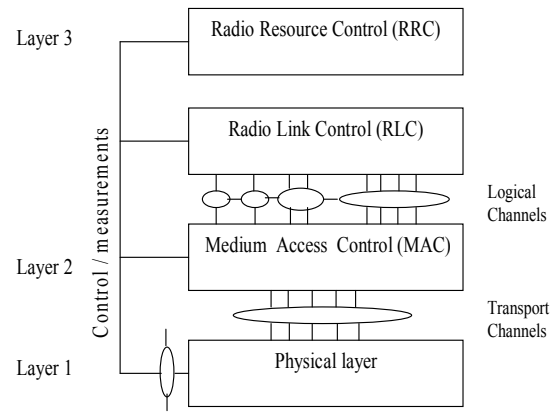 Layer 3
Radio Resource Control (RRC)
Radio Link Control (RLC)
Control / measurements
Logical
Channels
Layer 2
Medium Access Control (MAC)
Transport
Channels
Layer 1
Physical layer